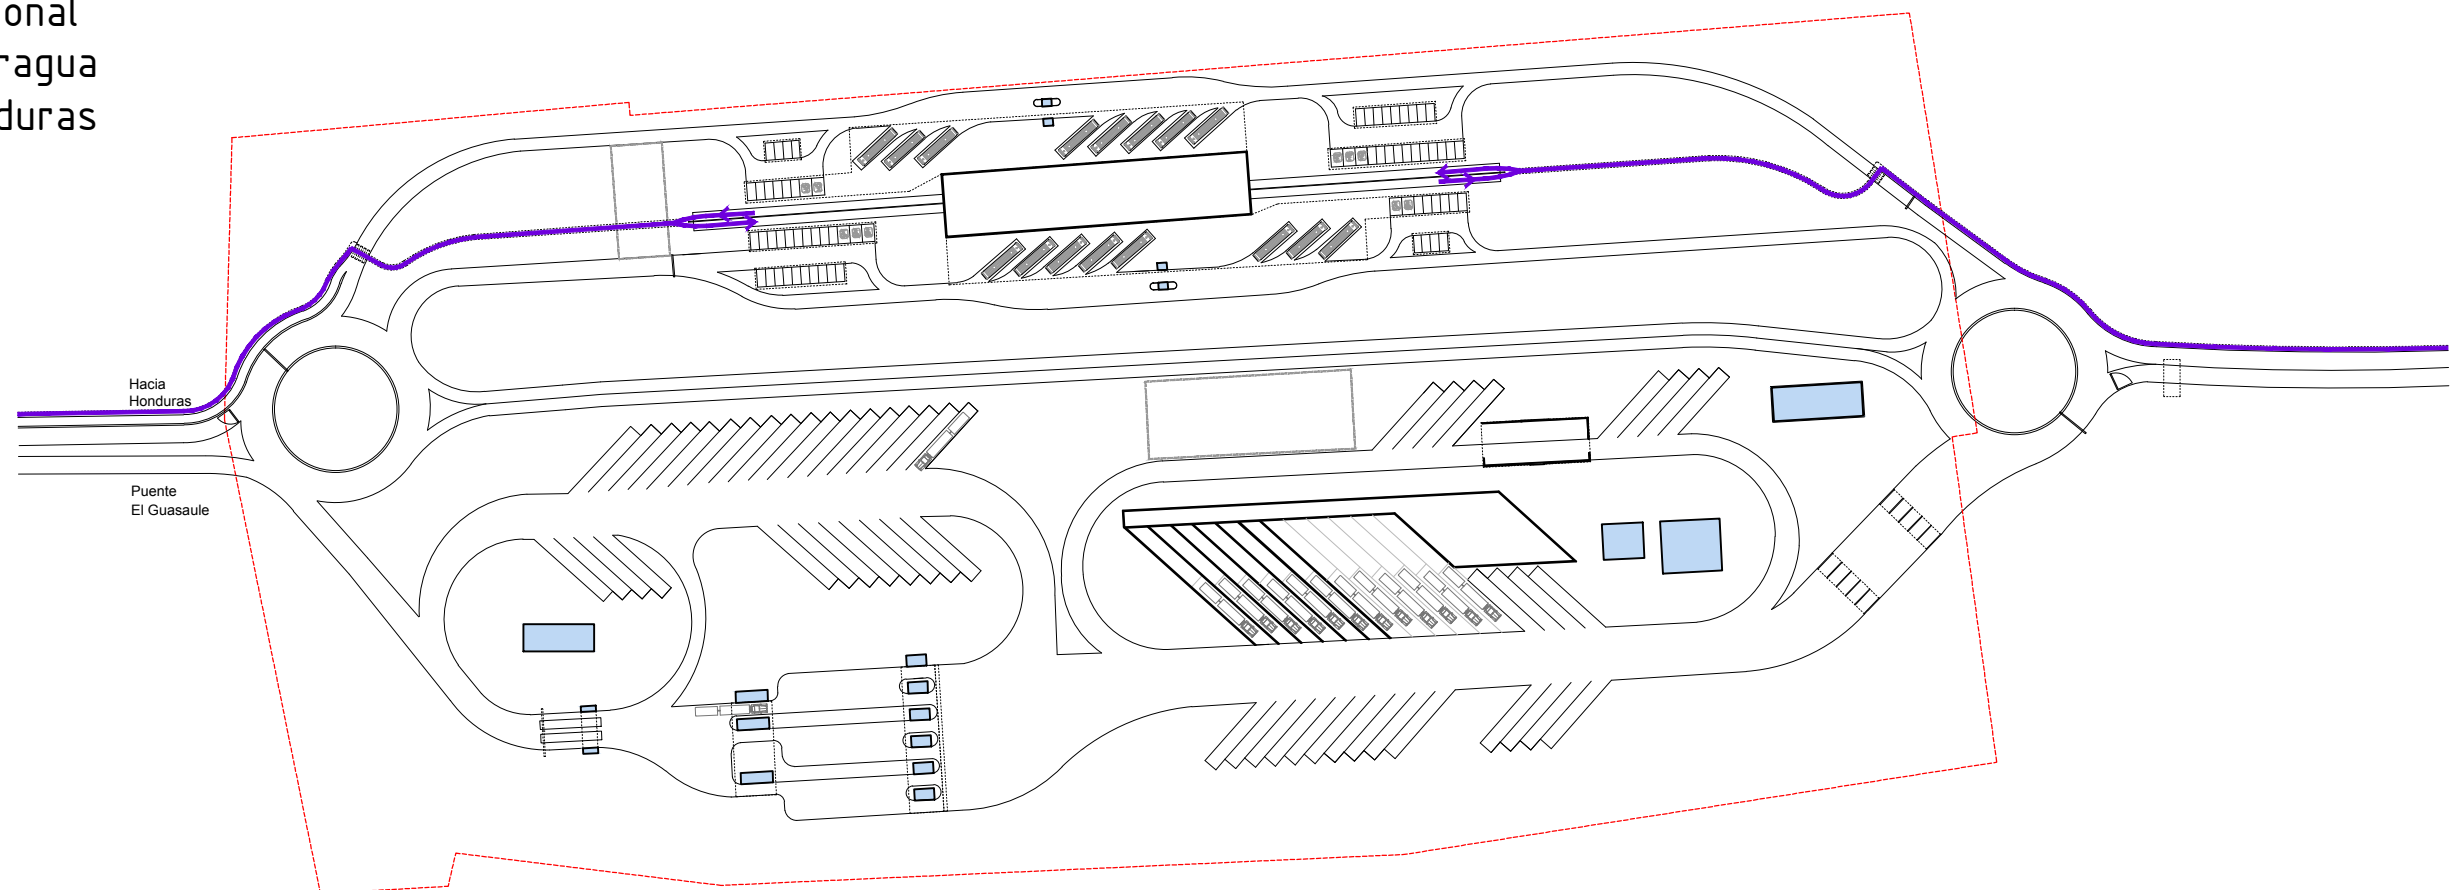 onal
ragua
duras
Hacia
Honduras
Puente
El Guasaule